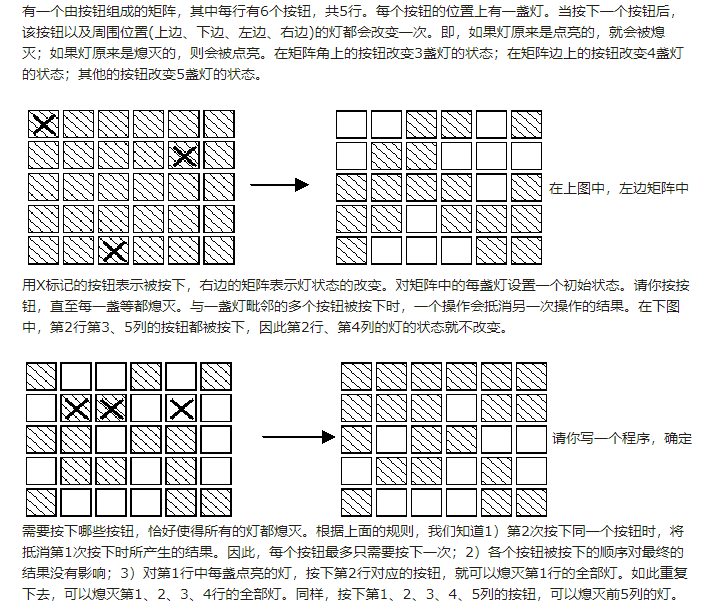 有一个由按钮组成的矩阵，其中每行有6个按钮，共5行。每个按钮的位置上有一盏灯。当按下一个按钮后，
该按钮以及周围位置(上边、下边、左边、右边)的灯都会改变一次。即，如果灯原来是点亮的，就会被熄
灭；如果灯原来是熄灭的，则会被点亮。在矩阵角上的按钮改变3盏灯的状态；在矩阵边上的按钮改变4盏灯
的状态；其他的按钮改变5盏灯的状态。
在上图中，左边矩阵中
用X标记的按钮表示被按下，右边的矩阵表示灯状态的改变。对矩阵中的每盏灯设置一个初始状态。请你按按
钮，直至每一盏等都熄灭。与一盏灯毗邻的多个按钮被按下时，一个操作会抵消另一次操作的结果。在下图
中，第2行第3、5列的按钮都被按下，因此第2行、第4列的灯的状态就不改变。
请你写一个程序，确定
需要按下哪些按钮，恰好使得所有的灯都熄灭。根据上面的规则，我们知道1）第2次按下同一个按钮时，将
抵消第1次按下时所产生的结果。因此，每个按钮最多只需要按下一次；2）各个按钮被按下的顺序对最终的
结果没有影响；3）对第1行中每盏点亮的灯，按下第2行对应的按钮，就可以熄灭第1行的全部灯。如此重复
下去，可以熄灭第1、2、3、4行的全部灯。同样，按下第1、2、3、4、5列的按钮，可以熄灭前5列的灯。